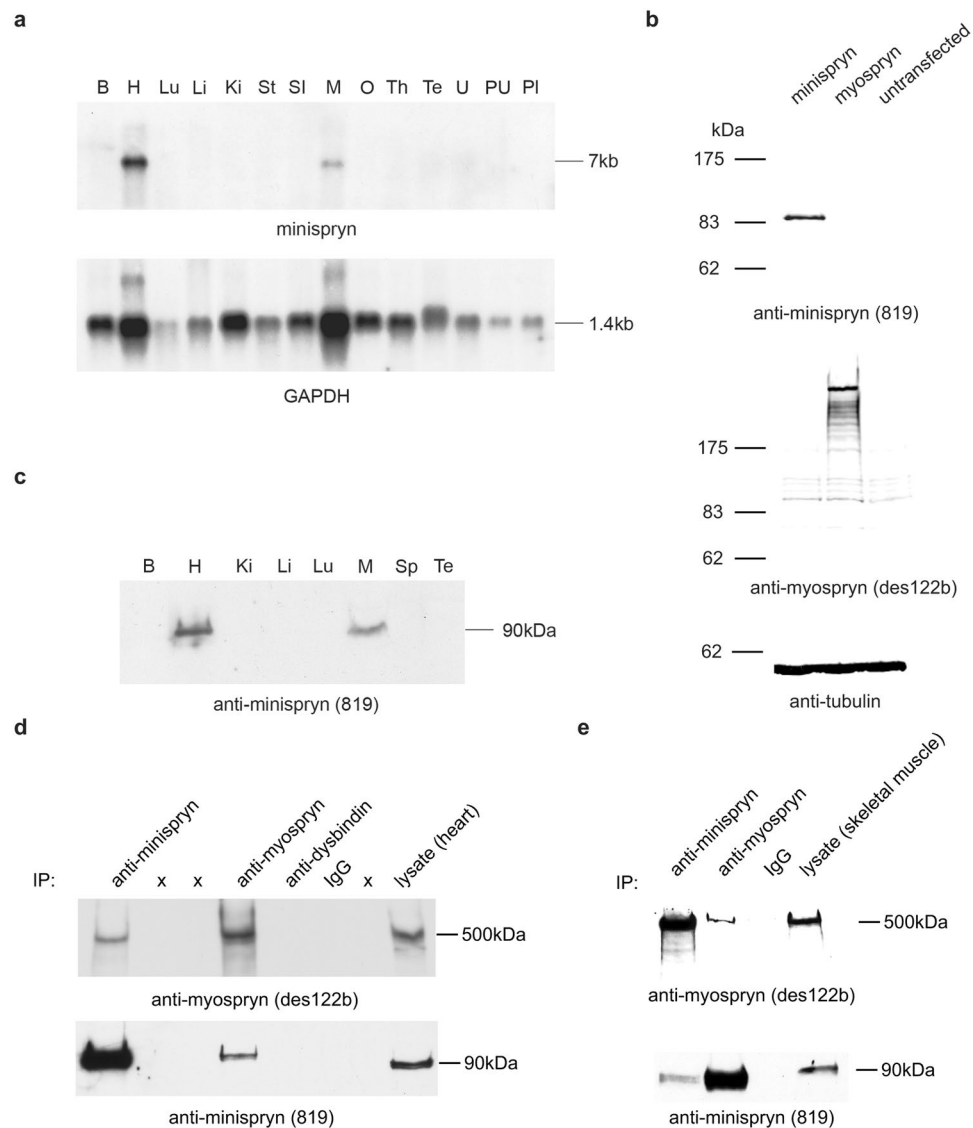 a
B H Lu Li Ki St SI M O Th Te U PU PI
7kb
minispryn
1.4kb
GAPDH
b
minispryn myospryn untransfected
kDa
175
83
62
anti-minispryn (819)
175
83
62
anti-myospryn (des122b)
62
anti-tubulin
c
B H Ki Li Lu M Sp Te
90kDa
anti-minispryn (819)
d
IP: anti-minispryn x x anti-myospryn anti-dysbindin IgG x lysate (heart)
500kDa
anti-myospryn (des122b)
90kDa
anti-minispryn (819)
e
IP: anti-minispryn anti-myospryn IgG lysate (skeletal muscle)
500kDa
anti-myospryn (des122b)
90kDa
anti-minispryn (819)